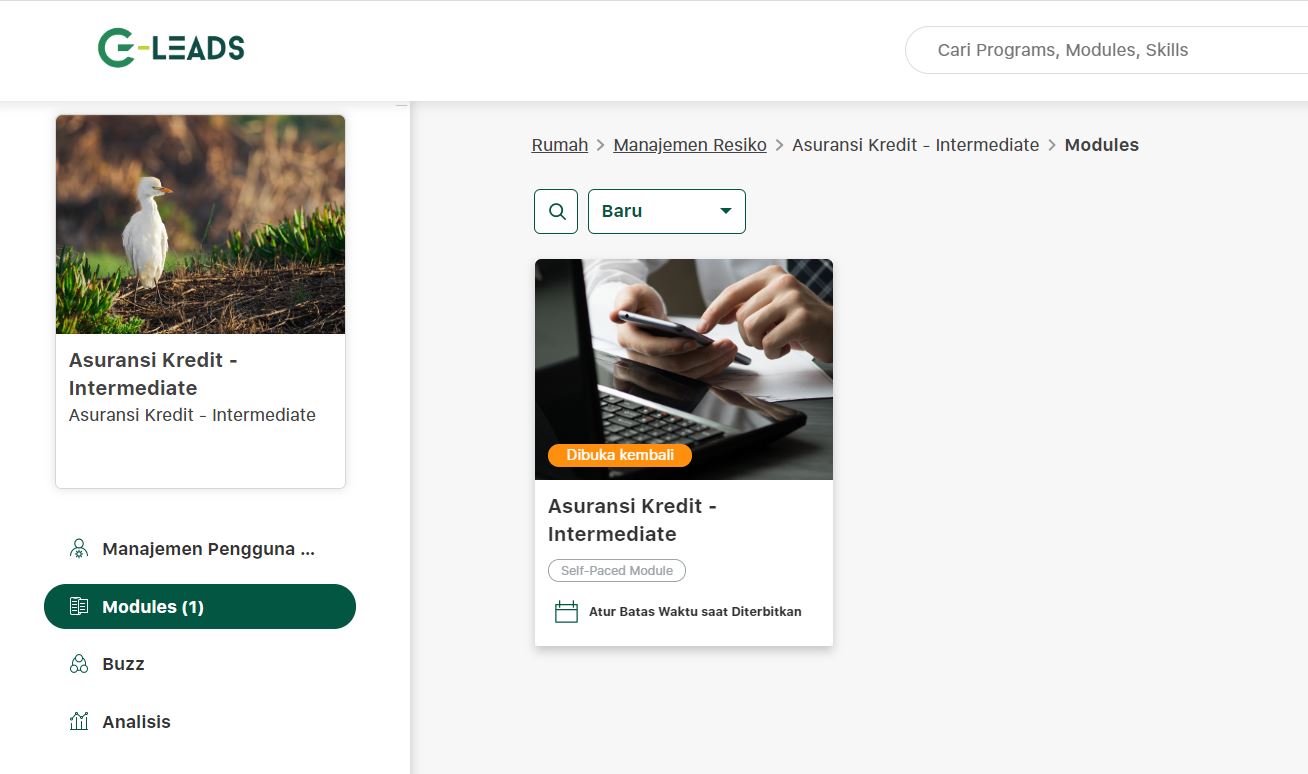 G-LEADS
Cari Programs, Modules, Skills
Rumah > Manajemen Resiko > Asuransi Kredit - Intermediate > Modules
Baru
Asuransi Kredit -
Intermediate
Asuransi Kredit - Intermediate
Manajemen Pengguna ...
Modules (1)
Buzz
Analisis
Dibuka kembali
Asuransi Kredit -
Intermediate
Self-Paced Module
Atur Batas Waktu saat Diterbitkan